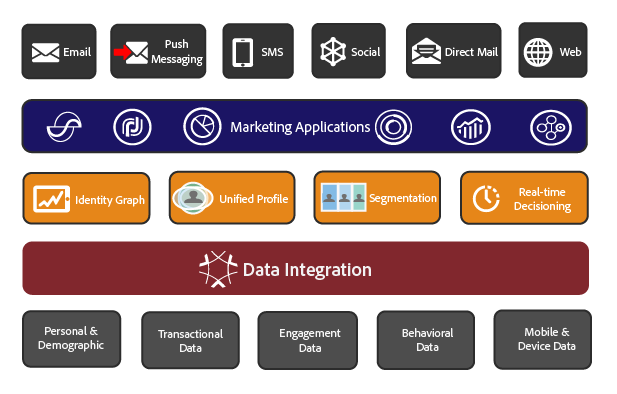 Email
Push
Messaging
SMS
Social
Direct Mail
Web
Marketing Applications
Identity Graph
Unified Profile
Segmentation
Real-time
Decisioning
Data Integration
Personal &
Demographic
Transactional
Data
Engagement
Data
Behavioral
Data
Mobile &
Device Data